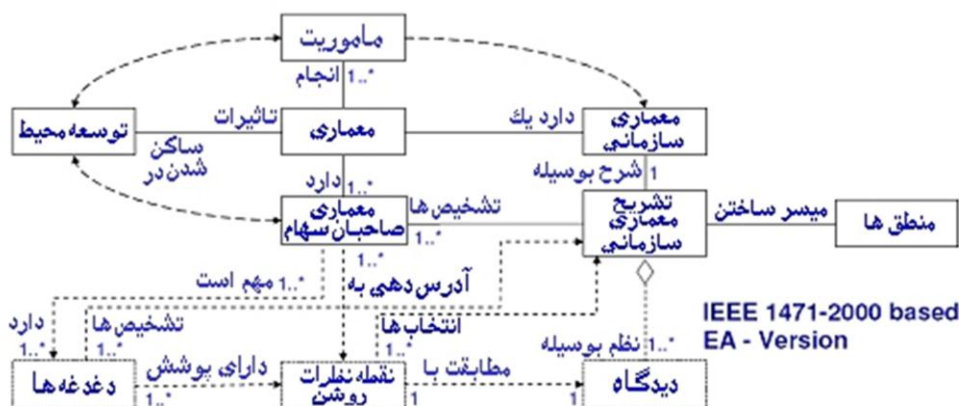 ماموریت
انجام
1..*
توسعه محیط
تاثیرات
ساکن
شدن در
معماری
دارد یك
معماری
سازمانی
دارد
1..*
شرح بوسیله
1
معماری
صاحبان سهام
تشخیص ها
1..*
تشریح
معماری
سازمانی
میسر ساختن
منطق ها
1..*
مهم است
1..*
آدرس دهی به
دارد
1..*
تشخیص ها
1..*
انتخاب ها
1..*
نظم بوسیله
1..*
IEEE 1471-2000 based
EA - Version
دغدغه ها
دارای پوشش
1..*
نقطه نظرات
روشن
مطابقت با
1
1
دیدگاه